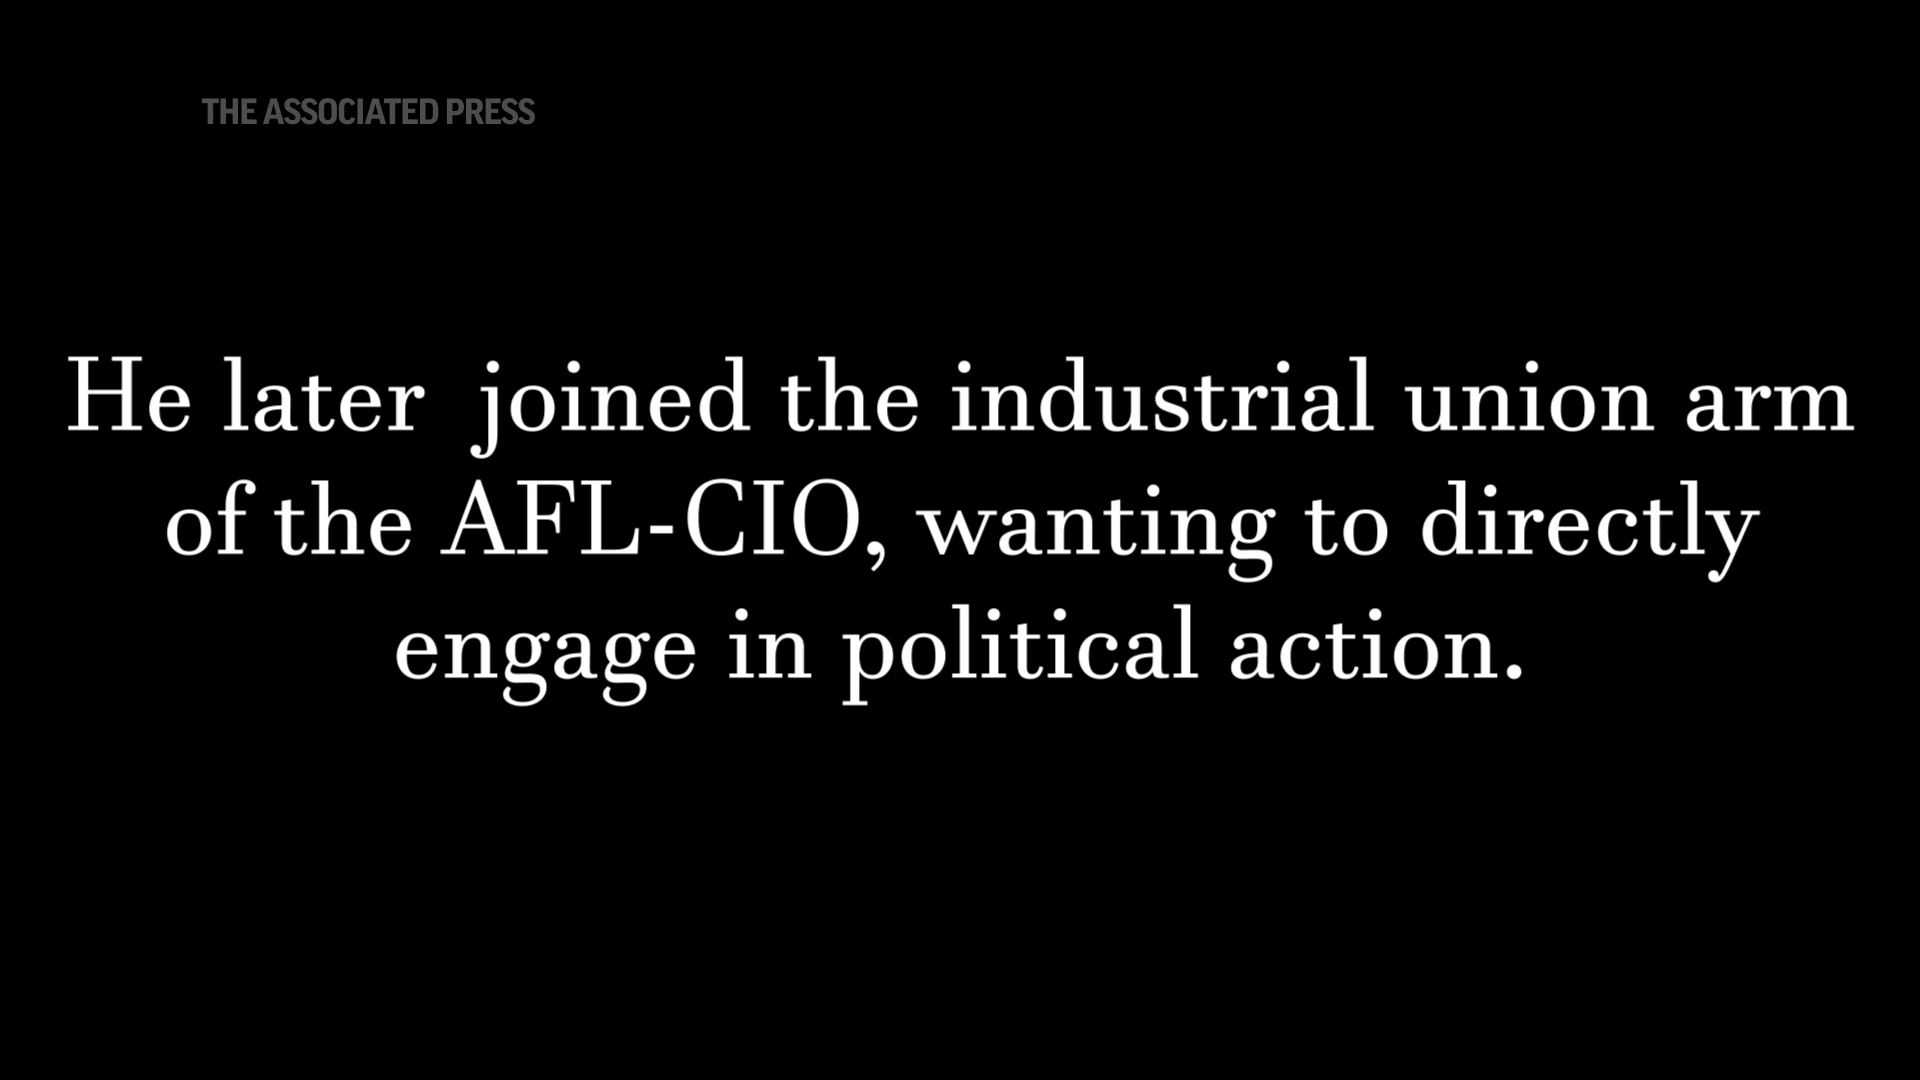 THE ASSOCIATED PRESS
He later  joined the industrial union arm
of the AFL-CIO, wanting to directly
engage in political action.